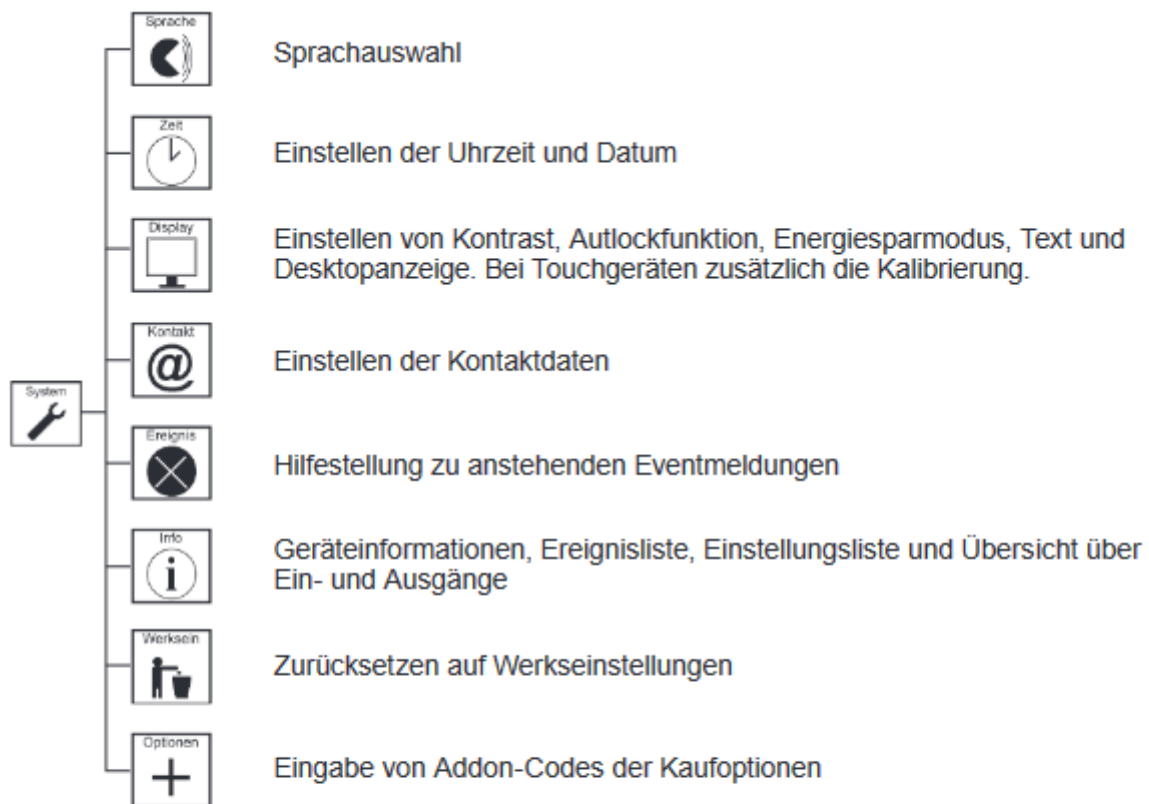 Sprache
Sprachauswahl
Zeit
Einstellen der Uhrzeit und Datum
Display
Einstellen von Kontrast, Autlockfunktion, Energiesparmodus, Text und
Desktopanzeige. Bei Touchgeräten zusätzlich die Kalibrierung.
Kontakt
@
Einstellen der Kontaktdaten
System
Ereignis
Hilfestellung zu anstehenden Eventmeldungen
Info
i
Geräteinformationen, Ereignisliste, Einstellungsliste und Übersicht über
Ein- und Ausgänge
Werksein
Zurücksetzen auf Werkseinstellungen
Optionen
+
Eingabe von Addon-Codes der Kaufoptionen